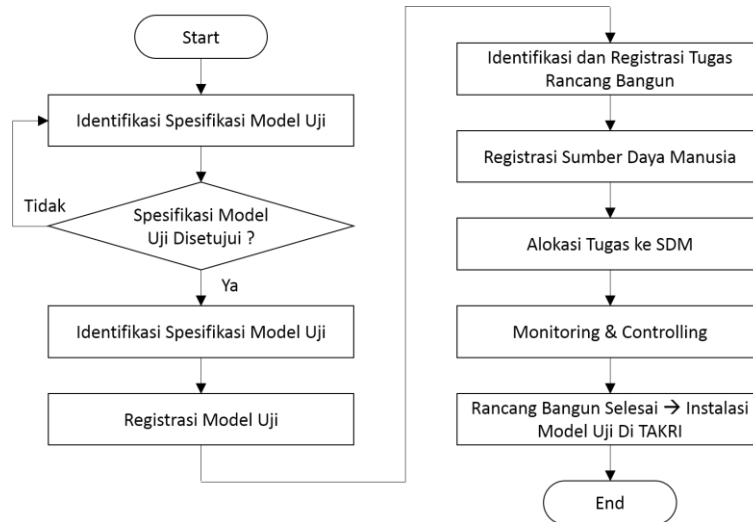 Start
Identifikasi Spesifikasi Model Uji
Tidak
Spesifikasi Model
Uji Disetujui ?
Ya
Identifikasi Spesifikasi Model Uji
Registrasi Model Uji
Identifikasi dan Registrasi Tugas
Rancang Bangun
Registrasi Sumber Daya Manusia
Alokasi Tugas ke SDM
Monitoring & Controlling
Rancang Bangun Selesai → Instalasi
Model Uji Di TAKRI
End